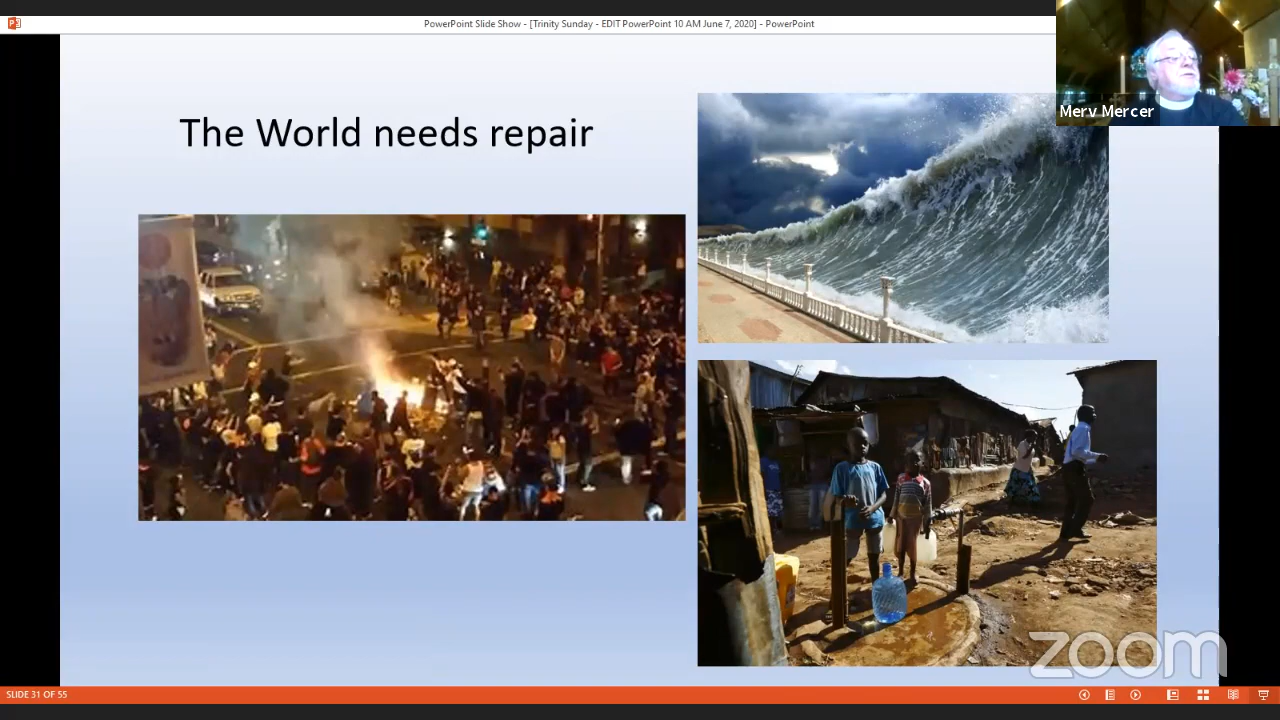 PowerPoint Slide Show - [Trinity Sunday - EDIT PowerPoint 10 AM June 7, 2020] - PowerPoint
Merv Mercer
The World needs repair
zoom
SLIDE 31 OF 55